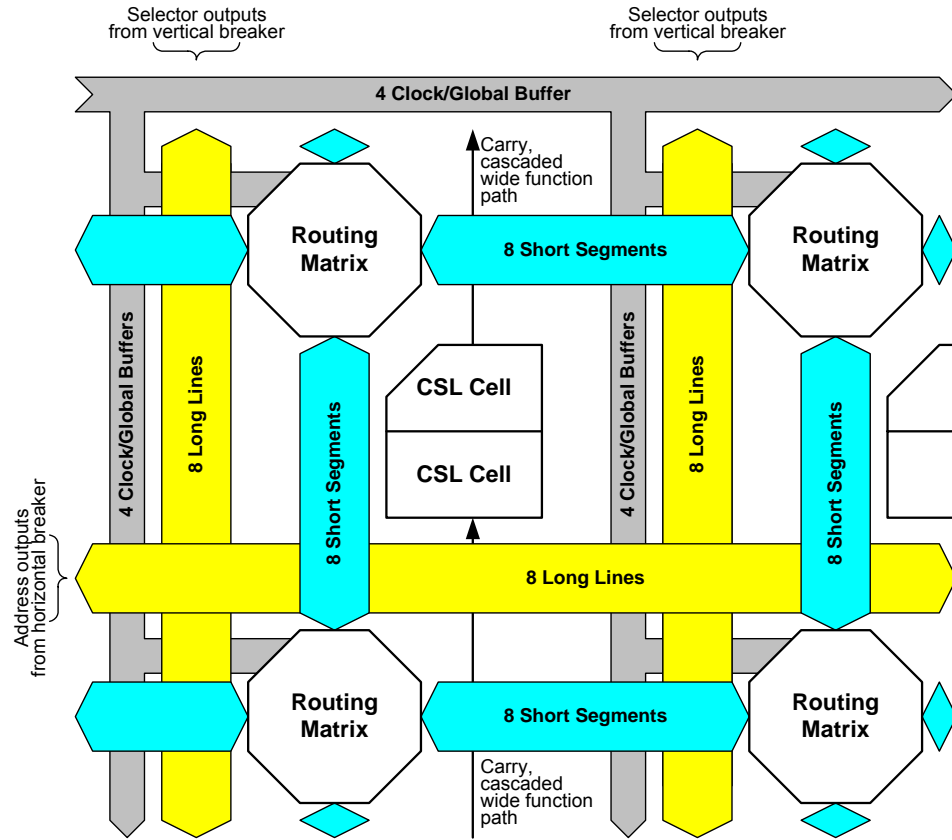 Selector outputs
from vertical breaker
Selector outputs
from vertical breaker
4 Clock/Global Buffer
Carry,
cascaded
wide function
path
Routing
Matrix
8 Short Segments
Routing
Matrix
4 Clock/Global Buffers
8 Long Lines
8 Short Segments
CSL Cell
CSL Cell
4 Clock/Global Buffers
8 Long Lines
8 Short Segments
Address outputs
from horizontal breaker
8 Long Lines
Routing
Matrix
8 Short Segments
Routing
Matrix
Carry,
cascaded
wide function
path